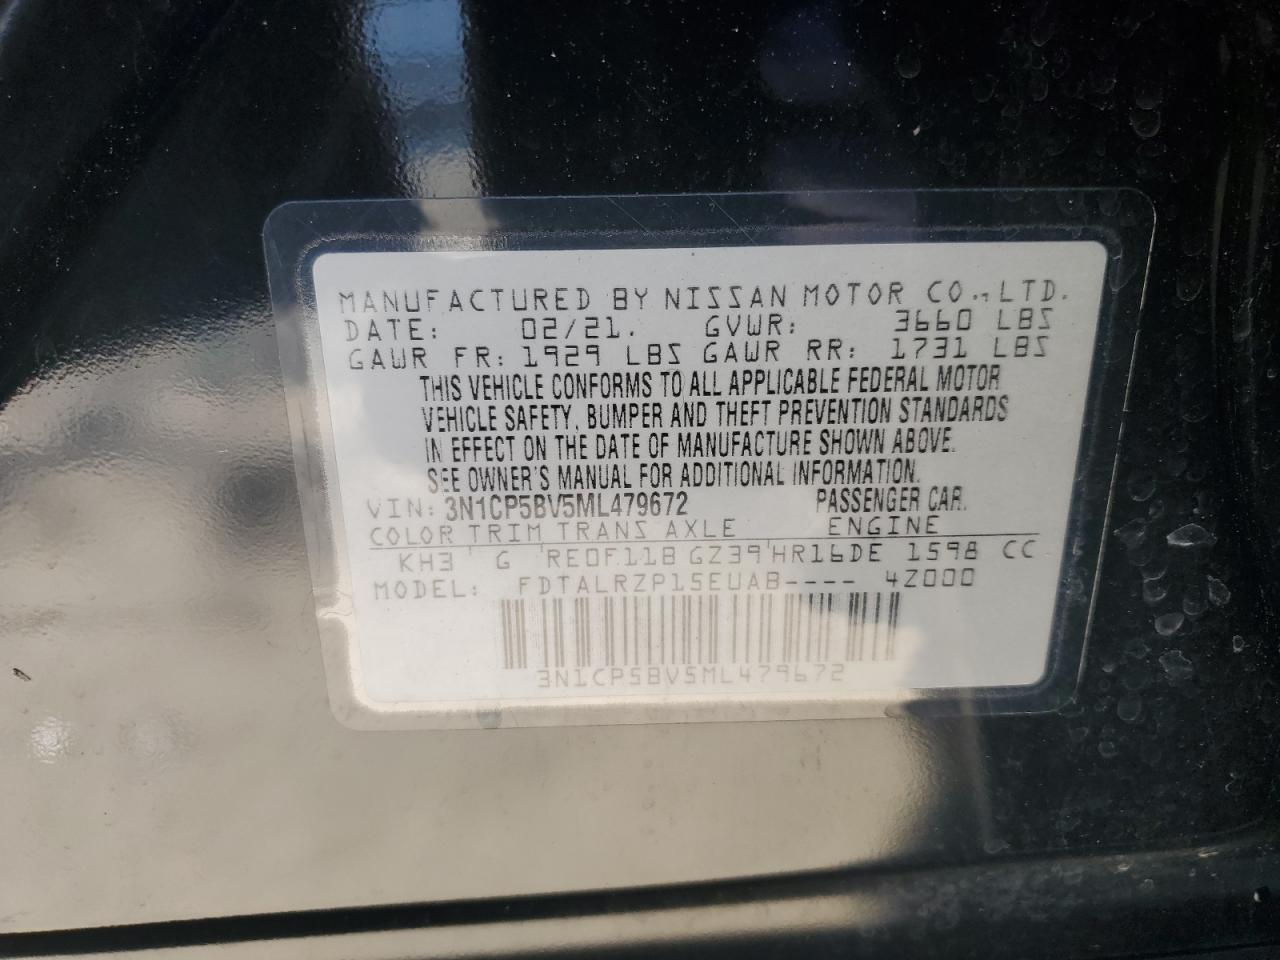 MANUFACTURED BY NISSAN MOTOR CO., LTD.
DATE: 02/21. GVWR: 3660 LBS
GAWR FR: 1929 LBS GAWR RR: 1731 LBS
THIS VEHICLE CONFORMS TO ALL APPLICABLE FEDERAL MOTOR
VEHICLE SAFETY, BUMPER AND THEFT PREVENTION STANDARDS
IN EFFECT ON THE DATE OF MANUFACTURE SHOWN ABOVE.
SEE OWNER'S MANUAL FOR ADDITIONAL INFORMATION.
VIN: 3N1CP5BV5ML479672 PASSENGER CAR.
COLOR TRIM TRANS AXLE ENGINE
KH3 G RE0F11B GZ39 HR16DE 1598 CC
MODEL: FDTALRZP15EUAB---- 4Z000
3N1CP5BV5ML479672